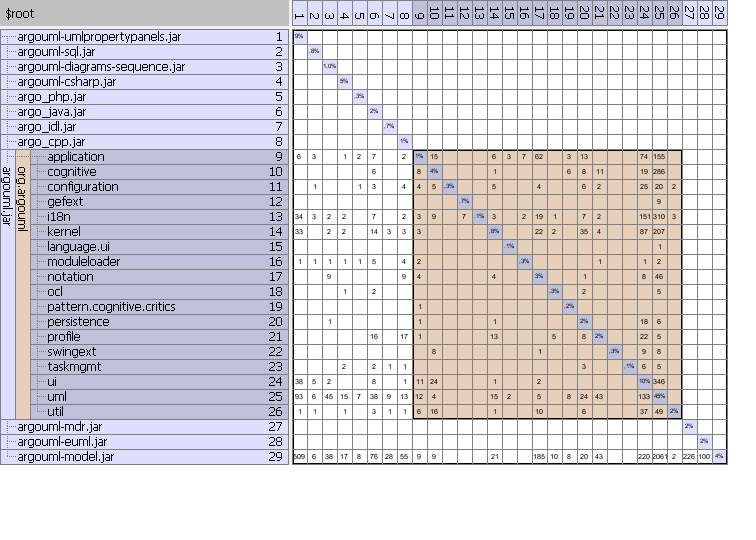 $root 1 2 3 4 5 6 7 8 9 10 11 12 13 14 15 16 17 18 19 20 21 22 23 24 25 26 27 28 29
argouml-umlpropertypanels.jar 1 9%
argouml-sql.jar 2 .8%
argouml-diagrams-sequence.jar 3 1.0%
argouml-csharp.jar 4 5%
argo_php.jar 5 .3%
argo_java.jar 6 2%
argo_idl.jar 7 .7%
argo_cpp.jar 8 1%
argouml.jar
org.argouml
application 9 6 3 1 2 7 2 1% 15 6 3 7 62 3 13 74 155
cognitive 10 6 8 4% 1 6 8 11 19 286
configuration 11 1 1 3 3 4 5 .3% 5 4 6 2 25 20 2
gefext 12 .7% 9
i18n 13 34 3 2 2 7 2 3 9 7 .1% 3 2 19 1 7 2 151 310 3
kernel 14 33 2 2 14 3 3 .8% 22 2 35 4 87 207
language.ui 15 .1% 1
moduleloader 16 1 1 1 1 5 16 4 2 .3% 1 1 2
notation 17 9 9 4 4 3% 1 8 46
ocl 18 1 2 .3% 2 5
pattern.cognitive.critics 19 1 .2%
persistence 20 1 1 1 2% 18 6
profile 21 16 17 1 13 5 8 2% 22 5
swingext 22 8 1 .3% 9 8
taskmgmt 23 2 2 1 1 3 .1% 6 5
ui 24 38 5 2 8 1 11 24 1 2 10% 346
uml 25 93 6 45 15 7 38 9 13 12 4 15 2 5 8 24 43 133 45%
util 26 1 1 1 3 1 1 6 16 1 10 6 37 49 2%
argouml-mdr.jar 27 2%
argouml-euml.jar 28 2%
argouml-model.jar 29 509 6 38 17 8 76 28 55 9 9 21 185 10 8 20 43 220 2061 2 226 100 4%